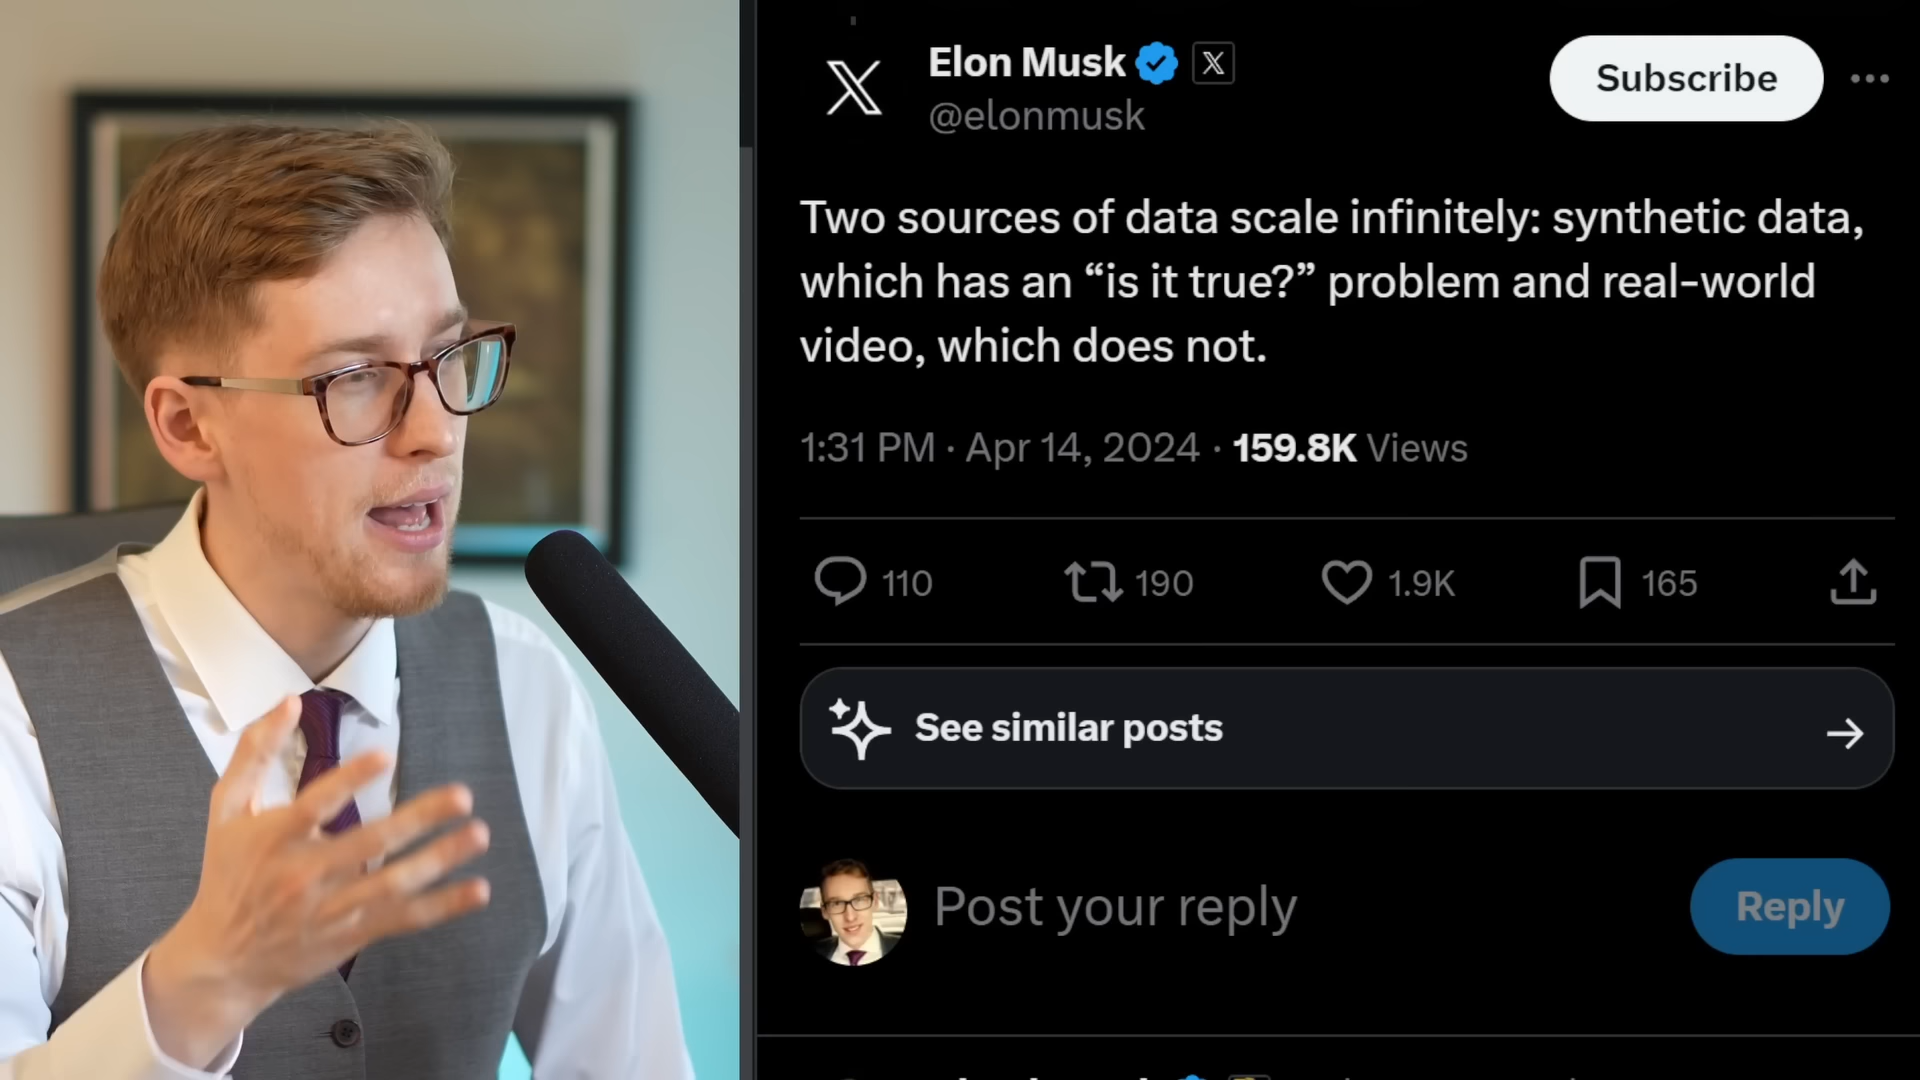 Elon Musk
@elonmusk
Subscribe
Two sources of data scale infinitely: synthetic data,
which has an “is it true?” problem and real-world
video, which does not.
1:31 PM · Apr 14, 2024 · 159.8K Views
110 190 1.9K 165
See similar posts
Post your reply
Reply